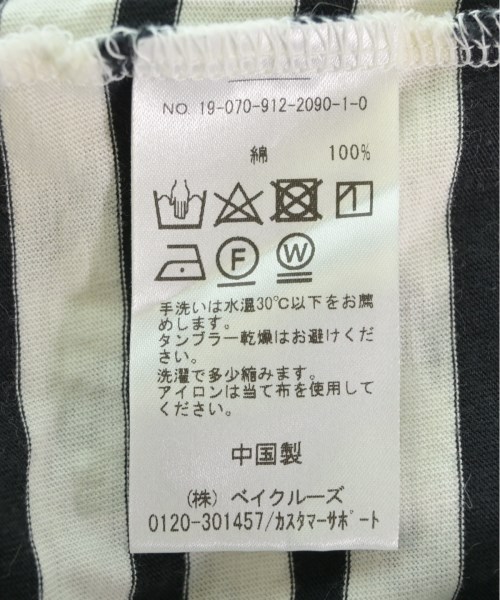 NO. 19-070-912-2090-1-0
綿 100%
F W
手洗いは水温30℃以下をお薦
めします。
タンブラー乾燥はお避けくだ
さい。
洗濯で多少縮みます。
アイロンは当て布を使用して
ください。
中国製
(株) ベイクルーズ
0120-301457/カスタマーサポート